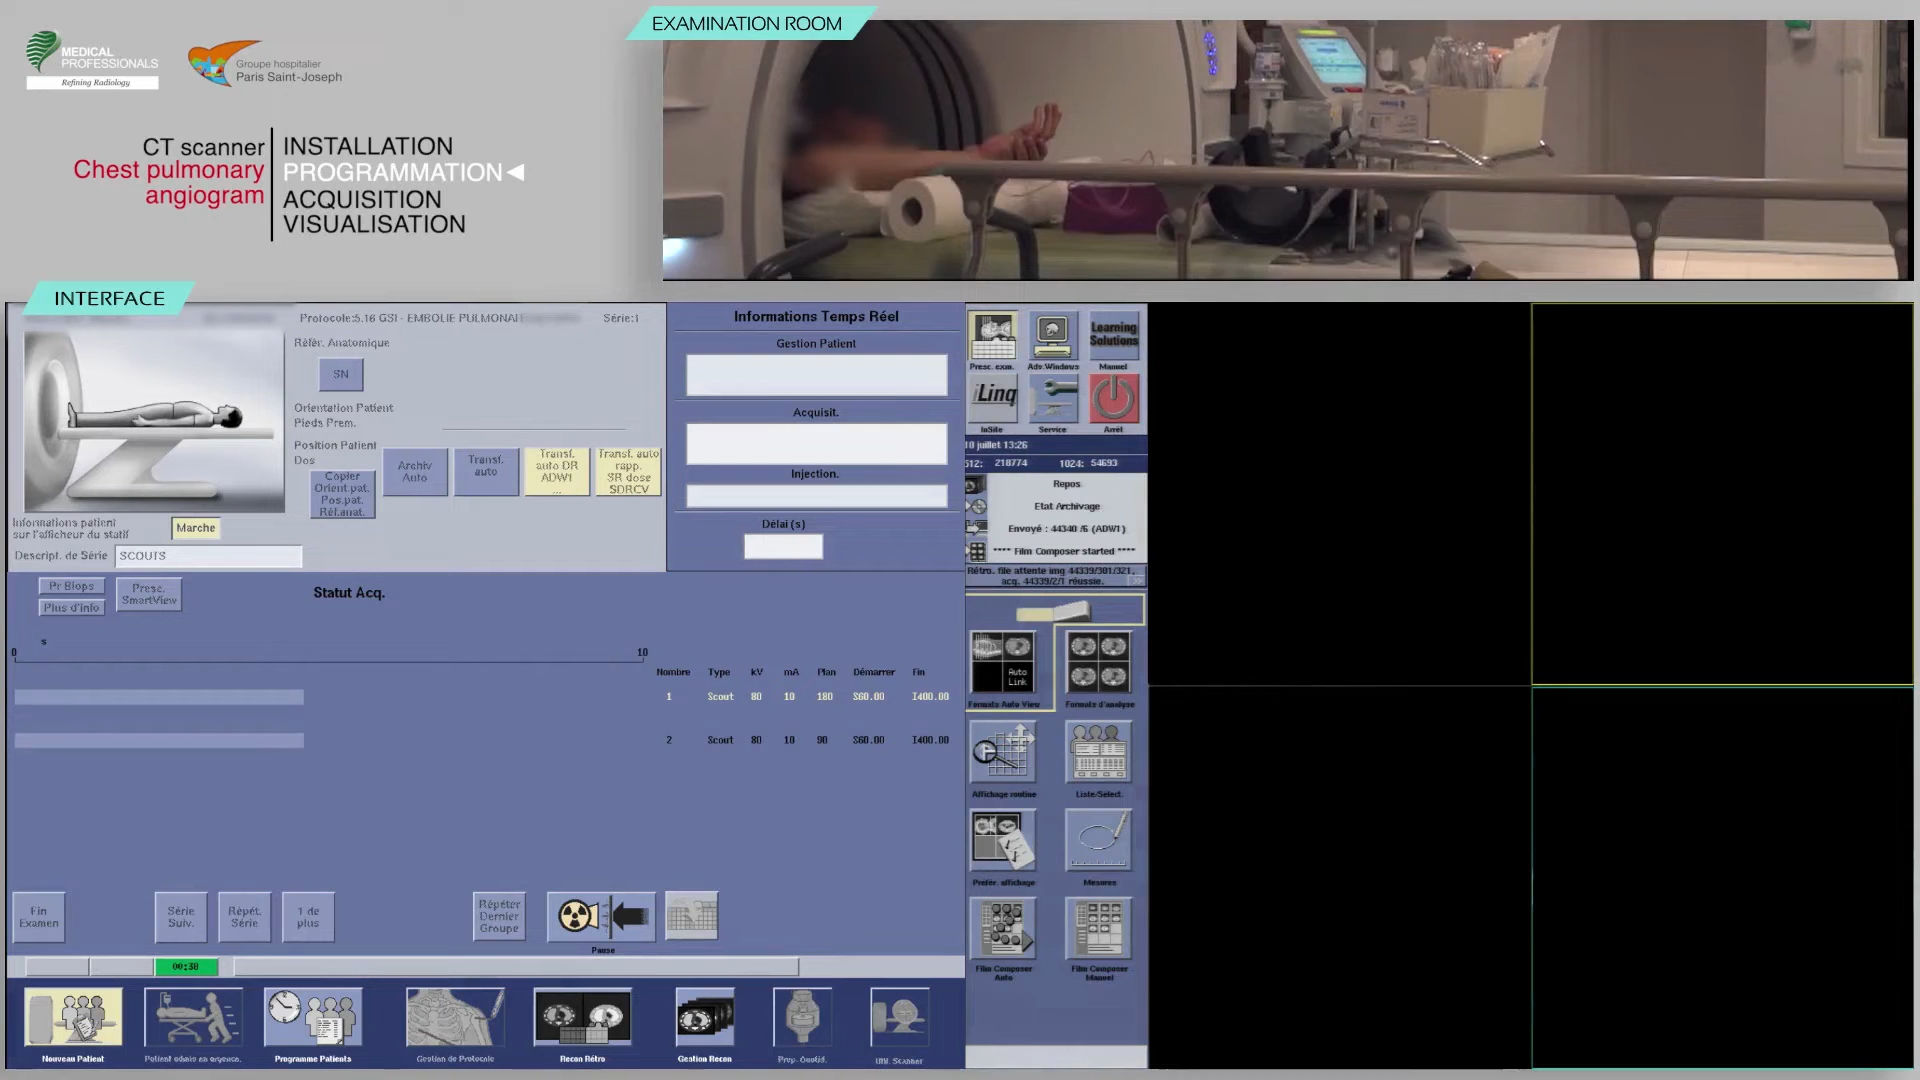 EXAMINATION ROOM
MEDICAL
PROFESSIONALS
Refining Radiology
Groupe hospitalier
Paris Saint-Joseph
CT scanner
Chest pulmonary
angiogram
INSTALLATION
PROGRAMMATION
ACQUISITION
VISUALISATION
INTERFACE
Protocole:5.16 GSI - EMBOLIE PULMONAI
Série:1
Référ. Anatomique
SN
Orientation Patient
Pieds Prem.
Position Patient
Dos
Copier
Orient.pat.
Pos.pat.
Réf.anat.
Archiv
Auto
Transf.
auto
Transf.
auto DR
ADW1
...
Transf. auto
rapp.
SR dose
SDRCV
Informations patient
sur l'afficheur du statif
Marche
Descript. de Série
SCOUTS
Informations Temps Réel
Gestion Patient
Acquisit.
Injection.
Délai (s)
Presc. exm.
Adv.Windows
Learning
Solutions
Manuel
iLinq
InSite
Service
Arrêt
10 juillet 13:26
512: 218774 1024: 54693
Repos
Etat Archivage
Envoyé : 44340 /6 (ADW1)
**** Film Composer started ****
Rétro. file attente img 44339/301/321,
acq. 44339/2/1 réussie.
Pr Biops
Plus d'info
Presc.
SmartView
Statut Acq.
s
0
10
Nombre Type kV mA Plan Démarrer Fin
1 Scout 80 10 180 S60.00 I400.00
2 Scout 80 10 90 S60.00 I400.00
Auto
Link
Formats Auto View
Formats d'analyse
Affichage routine
Liste/Sélect.
Préfér. affichage
Mesures
Film Composer
Auto
Film Composer
Manuel
Fin
Examen
Série
Suiv.
Répét.
Série
1 de
plus
Répéter
Dernier
Groupe
Pause
00:38
Nouveau Patient
Patient admis en urgence.
Programme Patients
Gestion de Protocole
Recon Rétro
Gestion Recon
Scanner